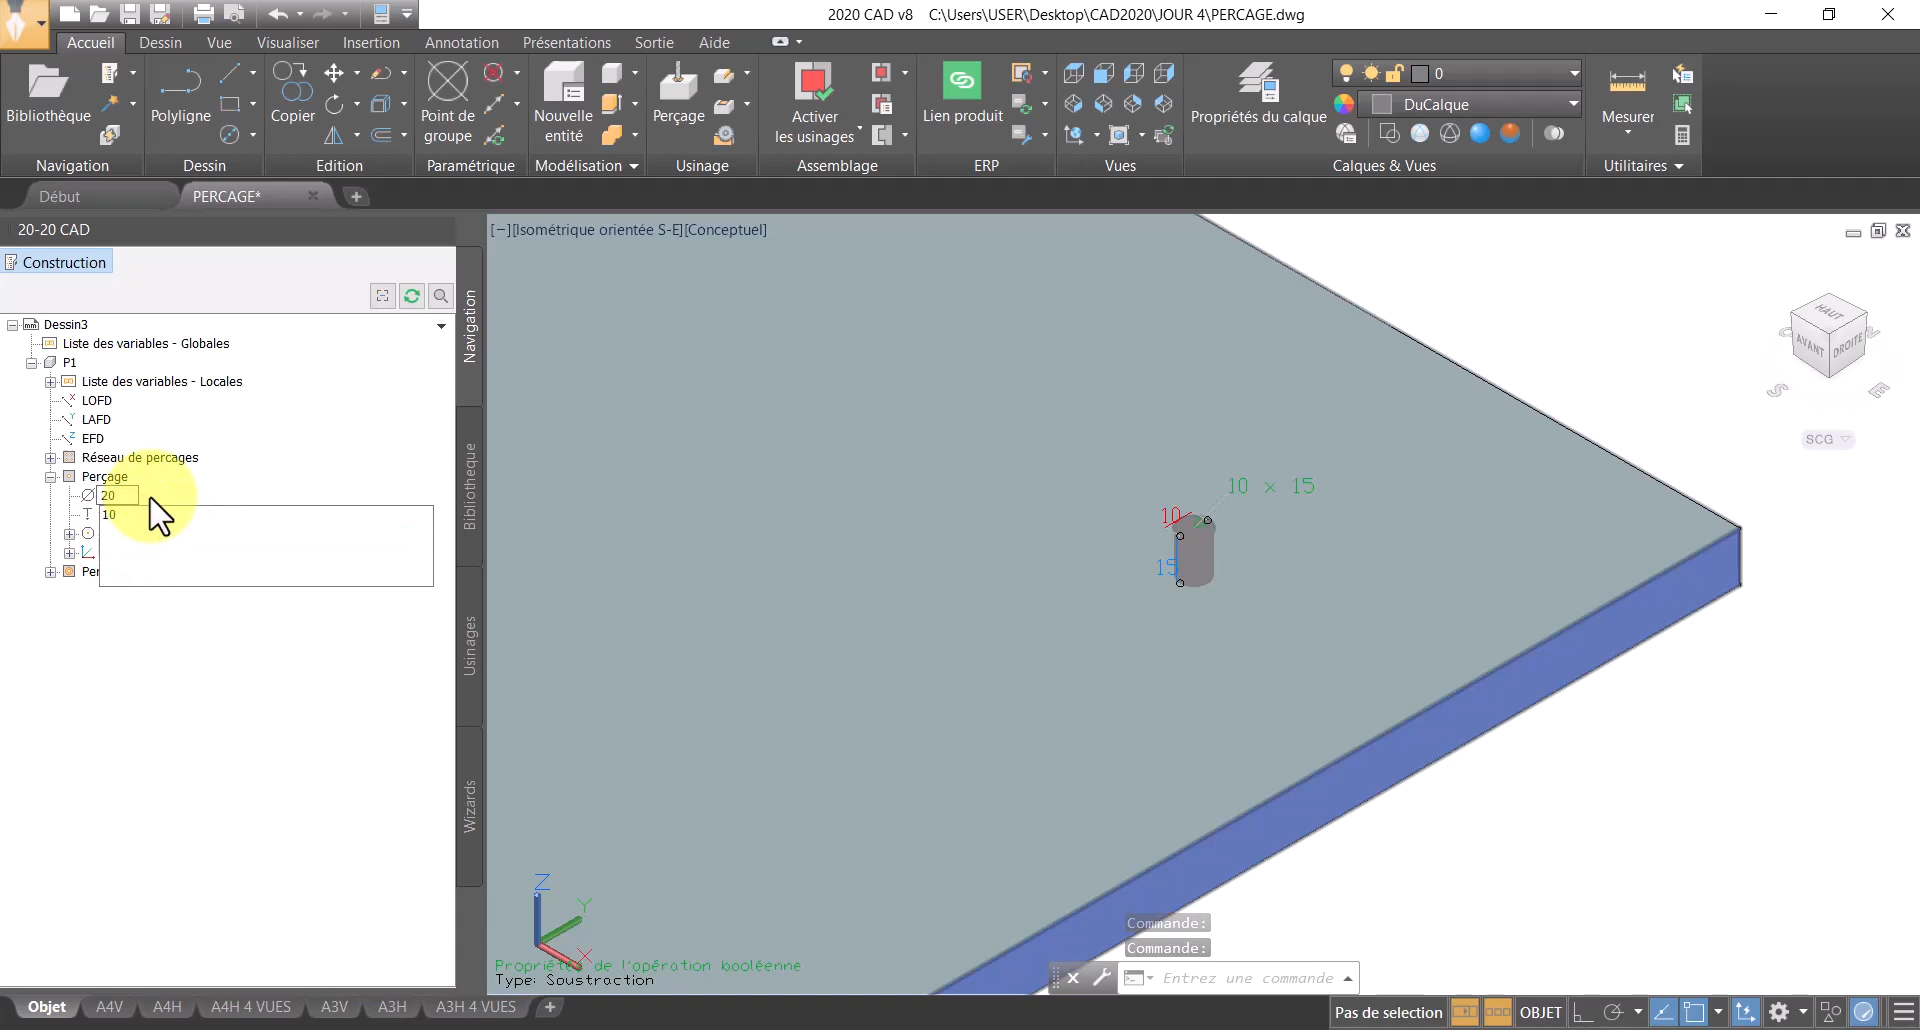 2020 CAD v8 C:\Users\USER\Desktop\CAD2020\JOUR 4\PERCAGE.dwg
Accueil Dessin Vue Visualiser Insertion Annotation Présentations Sortie Aide
Bibliothèque
Polyligne
Copier
Point de
groupe
Nouvelle
entité
Perçage
Activer
les usinages
Lien produit
Propriétés du calque
0
DuCalque
Mesurer
Navigation Dessin Edition Paramétrique Modélisation Usinage Assemblage ERP Vues Calques & Vues Utilitaires
Début PERCAGE*
20-20 CAD
Construction
Dessin3
Liste des variables - Globales
P1
Liste des variables - Locales
LOFD
LAFD
EFD
Réseau de percages
Perçage
20
10
Per
Navigation
Bibliothèque
Usinages
Wizards
[−][Isométrique orientée S-E][Conceptuel]
10 x 15
10
15
HAUT
AVANT
DROITE
S
E
SCG
Z
Y
X
Propriétés de l'opération booléenne
Type: Soustraction
Commande:
Commande:
Entrez une commande
Objet A4V A4H A4H 4 VUES A3V A3H A3H 4 VUES
Pas de selection
OBJET